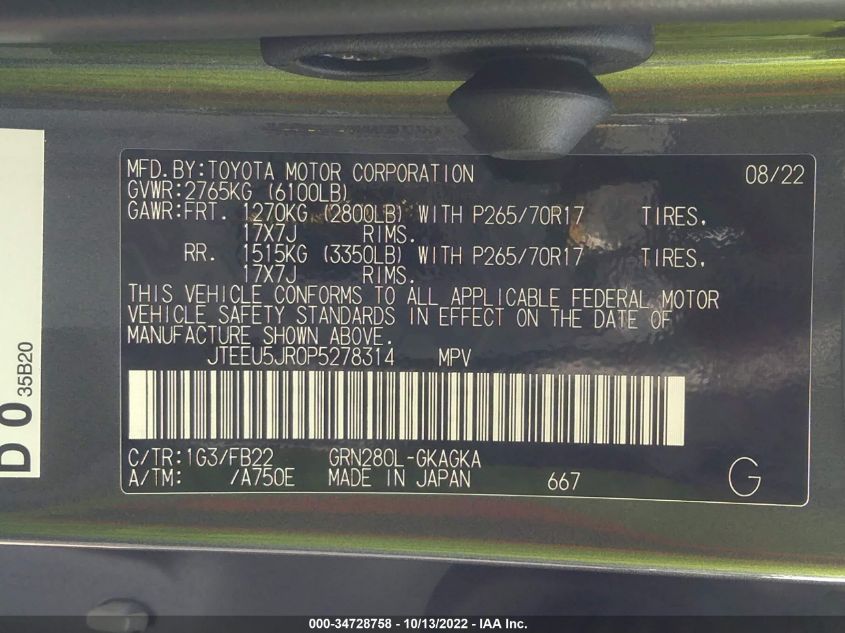 MFD.BY:TOYOTA MOTOR CORPORATION 08/22
GVWR:2765KG (6100LB)
GAWR:FRT. 1270KG (2800LB) WITH P265/70R17 TIRES,
17X7J RIMS.
RR. 1515KG (3350LB) WITH P265/70R17 TIRES,
17X7J RIMS.
THIS VEHICLE CONFORMS TO ALL APPLICABLE FEDERAL MOTOR
VEHICLE SAFETY STANDARDS IN EFFECT ON THE DATE OF
MANUFACTURE SHOWN ABOVE.
JTEEU5JR0P5278314 MPV
C/TR:1G3/FB22 GRN280L-GKAGKA
A/TM: /A750E MADE IN JAPAN 667 G
D 0
35B20
000-34728758 - 10/13/2022 - IAA Inc.